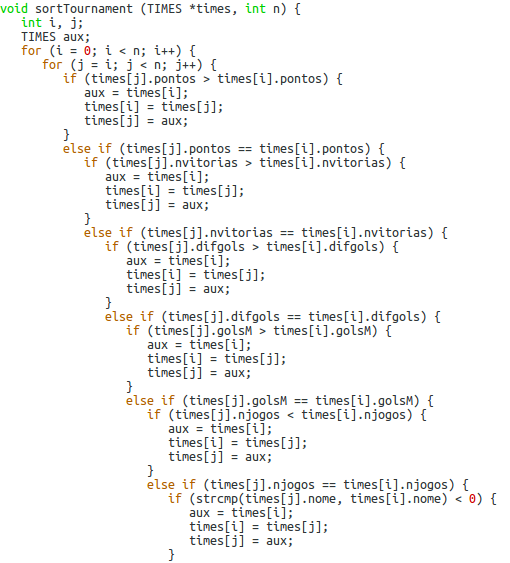 void sortTournament (TIMES *times, int n) {
   int i, j;
   TIMES aux;
   for (i = 0; i < n; i++) {
      for (j = i; j < n; j++) {
         if (times[j].pontos > times[i].pontos) {
            aux = times[i];
            times[i] = times[j];
            times[j] = aux;
         }
         else if (times[j].pontos == times[i].pontos) {
            if (times[j].nvitorias > times[i].nvitorias) {
               aux = times[i];
               times[i] = times[j];
               times[j] = aux;
            }
            else if (times[j].nvitorias == times[i].nvitorias) {
               if (times[j].difgols > times[i].difgols) {
                  aux = times[i];
                  times[i] = times[j];
                  times[j] = aux;
               }
               else if (times[j].difgols == times[i].difgols) {
                  if (times[j].golsM > times[i].golsM) {
                     aux = times[i];
                     times[i] = times[j];
                     times[j] = aux;
                  }
                  else if (times[j].golsM == times[i].golsM) {
                     if (times[j].njogos < times[i].njogos) {
                        aux = times[i];
                        times[i] = times[j];
                        times[j] = aux;
                     }
                     else if (times[j].njogos == times[i].njogos) {
                        if (strcmp(times[j].nome, times[i].nome) < 0) {
                           aux = times[i];
                           times[i] = times[j];
                           times[j] = aux;
                        }